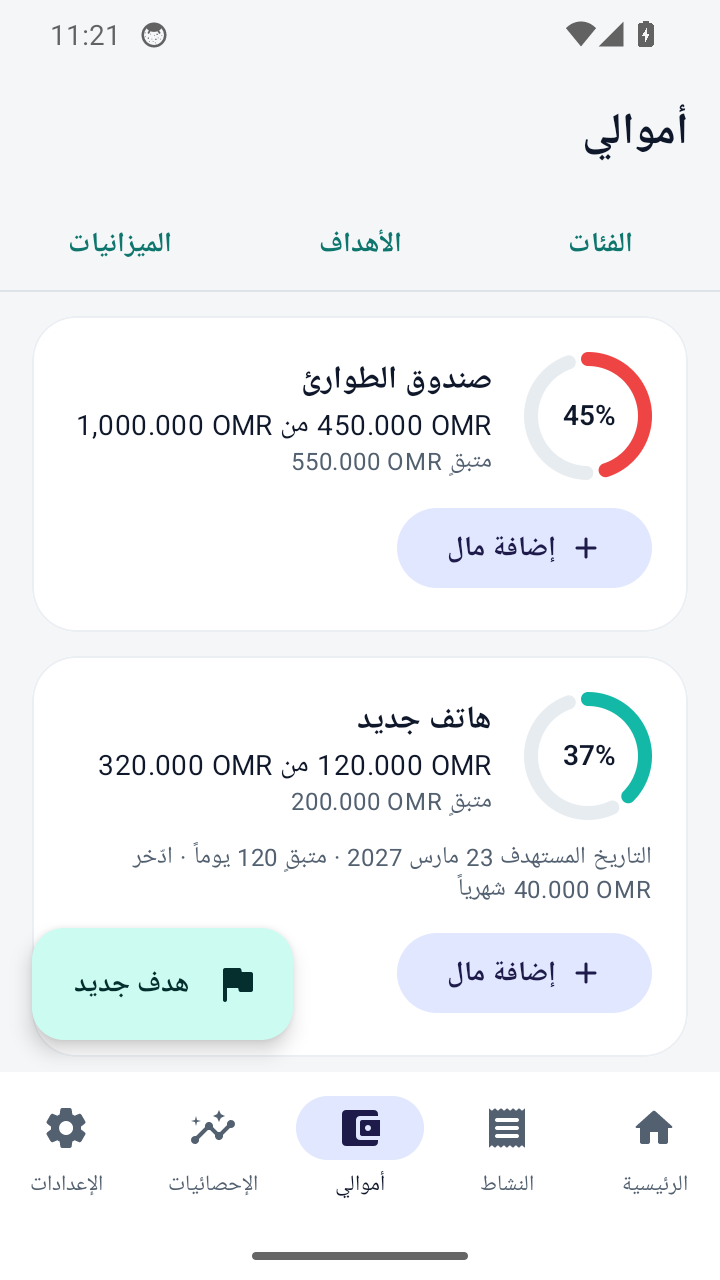 11:21
أموالي
الفئات
الأهداف
الميزانيات
45%
صندوق الطوارئ
450.000 OMR من 1,000.000 OMR
متبقٍ 550.000 OMR
إضافة مال
37%
هاتف جديد
120.000 OMR من 320.000 OMR
متبقٍ 200.000 OMR
التاريخ المستهدف 23 مارس 2027 · متبقٍ 120 يوماً · ادّخر
40.000 OMR شهرياً
إضافة مال
هدف جديد
الرئيسية
النشاط
أموالي
الإحصائيات
الإعدادات